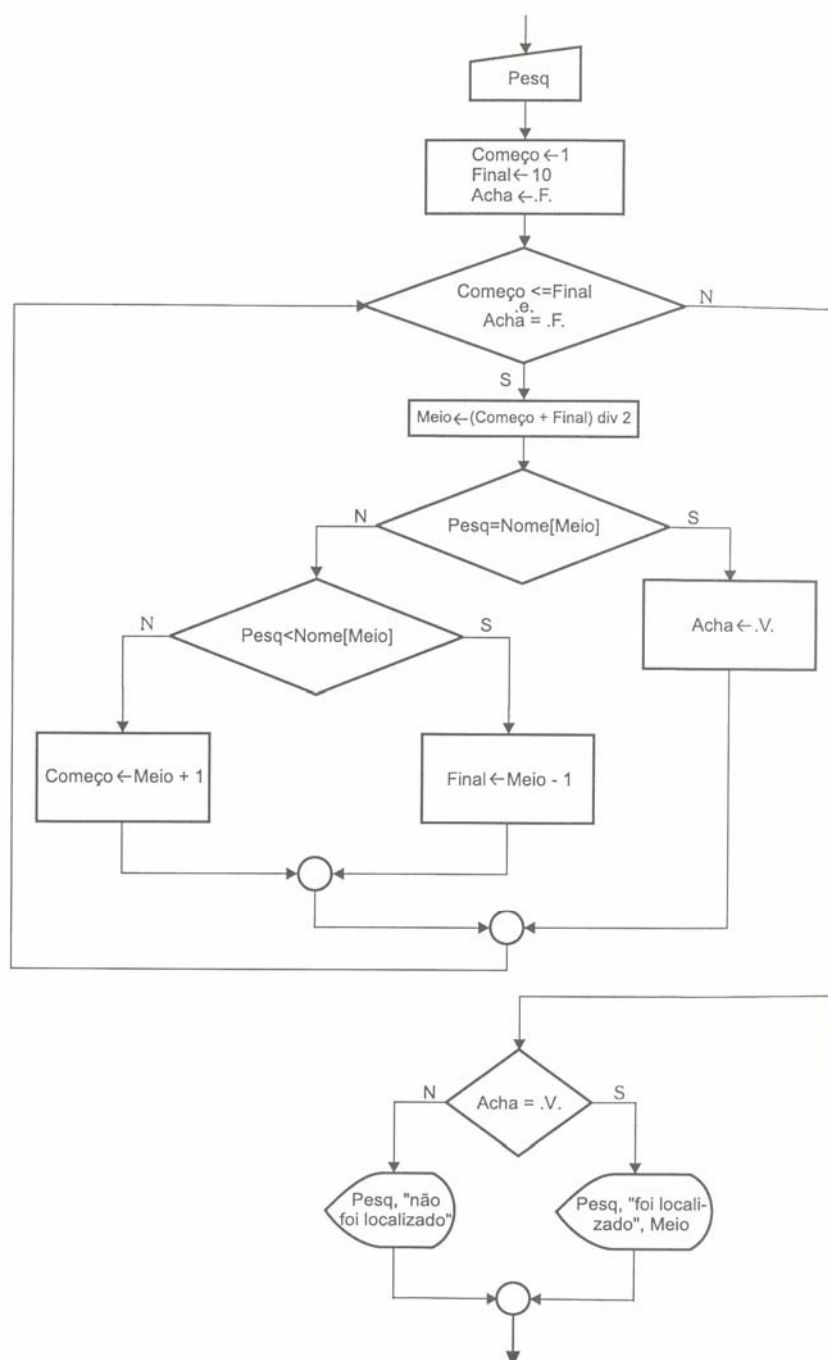 Pesq
Começo ← 1
Final ← 10
Acha ← .F.
Começo <=Final
.e.
Acha = .F.
N
S
Meio ← (Começo + Final) div 2
N
Pesq=Nome[Meio]
S
N
Pesq<Nome[Meio]
S
Acha ← .V.
Começo ← Meio + 1
Final ← Meio - 1
N
Acha = .V.
S
Pesq, "não
foi localizado"
Pesq, "foi locali-
zado", Meio